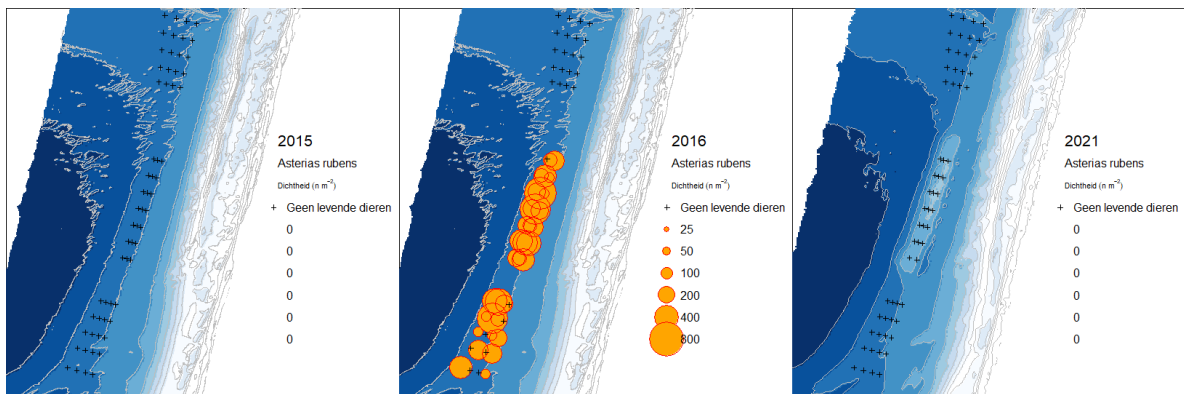 2015
Asterias rubens
Dichtheid (n m⁻²)
+ Geen levende dieren
0
0
0
0
0
0
2016
Asterias rubens
Dichtheid (n m⁻²)
+ Geen levende dieren
25
50
100
200
400
800
2021
Asterias rubens
Dichtheid (n m⁻²)
+ Geen levende dieren
0
0
0
0
0
0